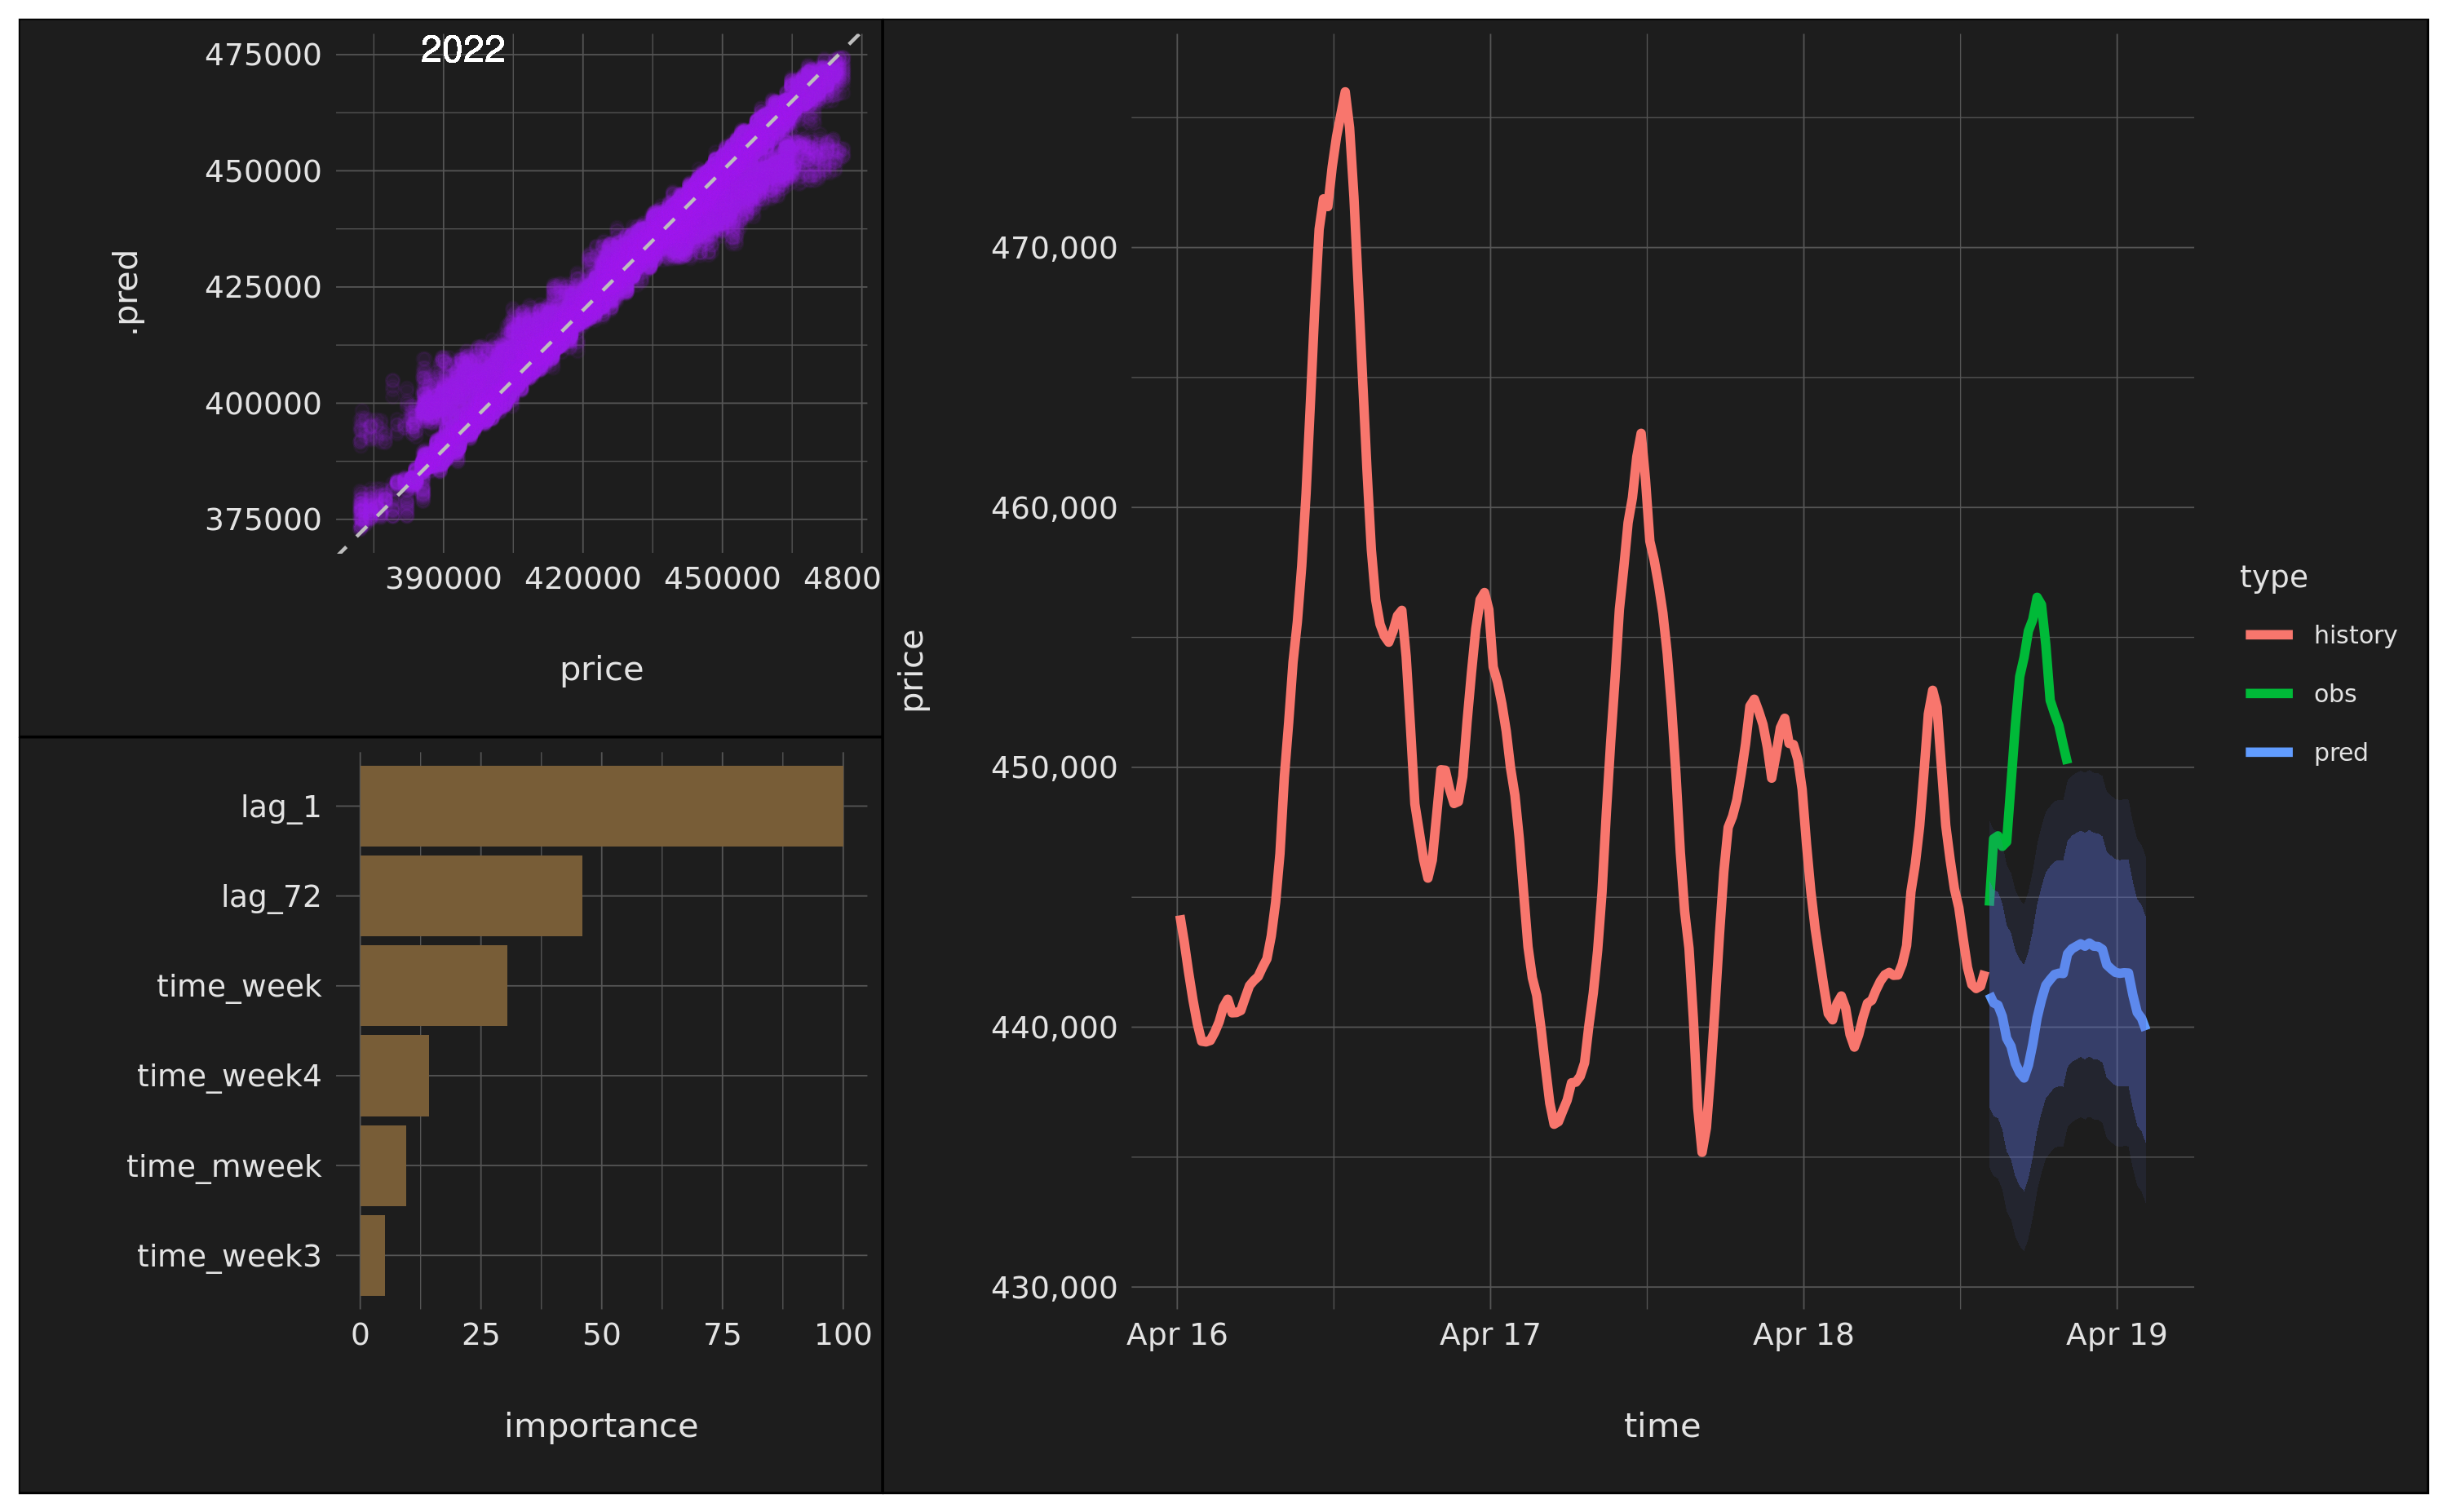 2022
475000
450000
425000
400000
375000
.pred
390000 420000 450000 4800
price
lag_1
lag_72
time_week
time_week4
time_mweek
time_week3
0 25 50 75 100
importance
470,000
460,000
450,000
440,000
430,000
price
Apr 16 Apr 17 Apr 18 Apr 19
time
type
history
obs
pred